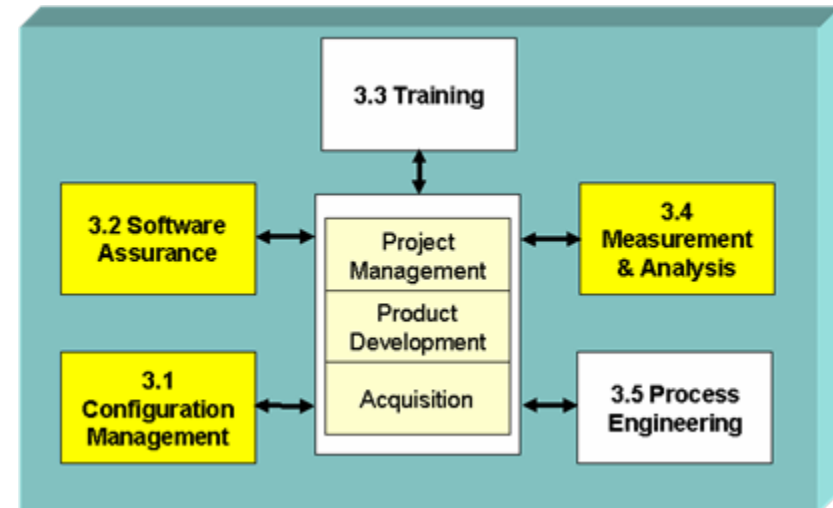 3.3 Training
3.2 Software
Assurance
3.4
Measurement
& Analysis
Project
Management
Product
Development
Acquisition
3.1
Configuration
Management
3.5 Process
Engineering